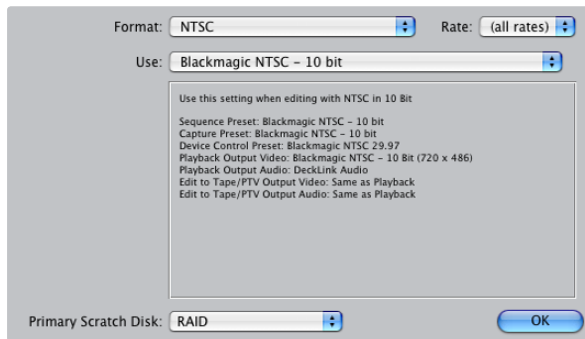 Format: NTSC Rate: (all rates)
Use: Blackmagic NTSC – 10 bit
Use this setting when editing with NTSC in 10 Bit
Sequence Preset: Blackmagic NTSC – 10 bit
Capture Preset: Blackmagic NTSC – 10 bit
Device Control Preset: Blackmagic NTSC 29.97
Playback Output Video: Blackmagic NTSC – 10 Bit (720 x 486)
Playback Output Audio: DeckLink Audio
Edit to Tape/PTV Output Video: Same as Playback
Edit to Tape/PTV Output Audio: Same as Playback
Primary Scratch Disk: RAID OK